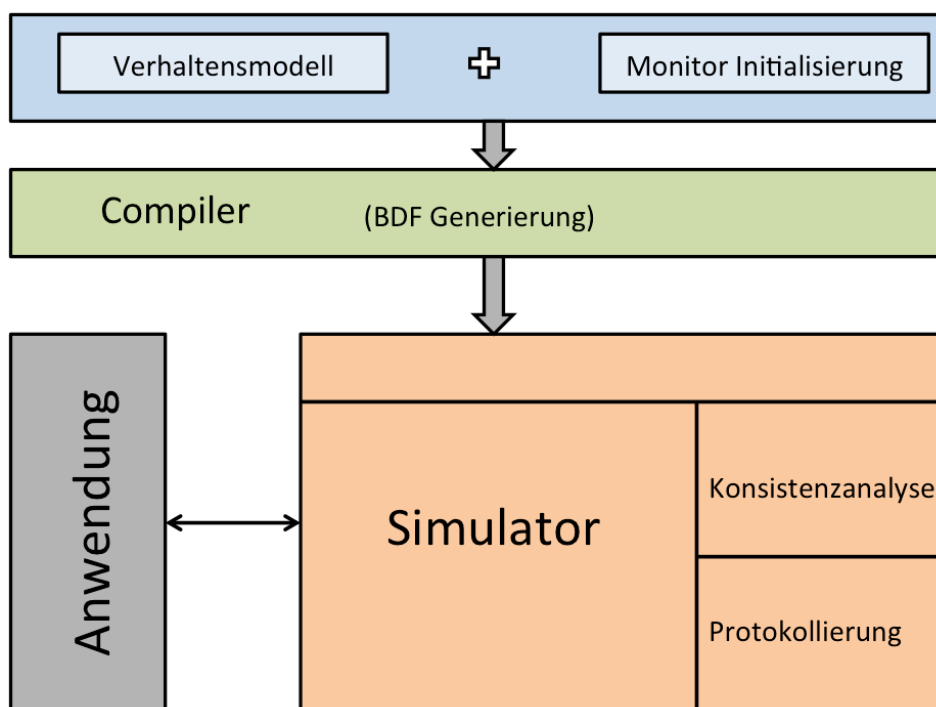 Verhaltensmodell
Monitor Initialisierung
Compiler
(BDF Generierung)
Anwendung
Simulator
Konsistenzanalyse
Protokollierung